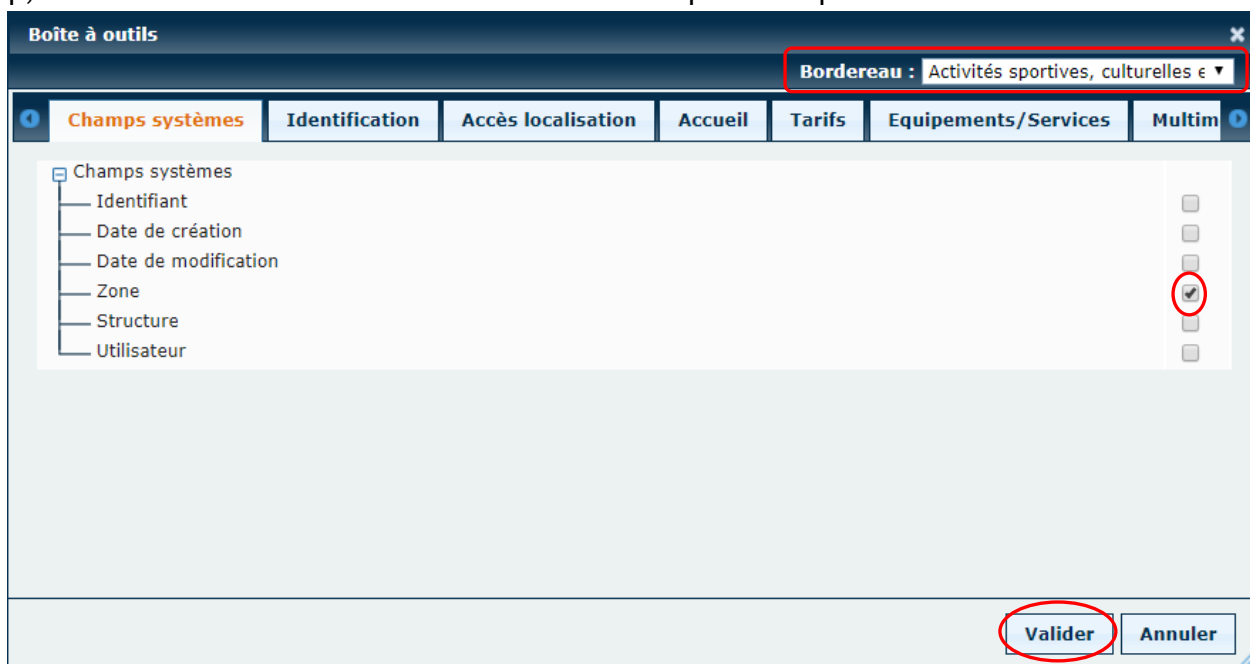 Boîte à outils
Bordereau : Activités sportives, culturelles e
Champs systèmes Identification Accès localisation Accueil Tarifs Equipements/Services Multim
Champs systèmes
Identifiant
Date de création
Date de modification
Zone
Structure
Utilisateur
Valider Annuler